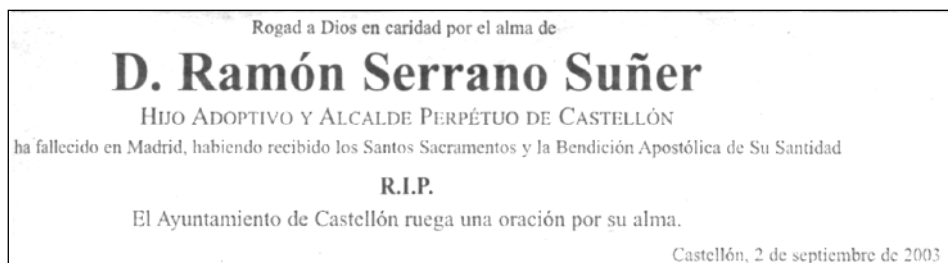 Rogad a Dios en caridad por el alma de
D. Ramón Serrano Suñer
HIJO ADOPTIVO Y ALCALDE PERPÉTUO DE CASTELLÓN
ha fallecido en Madrid, habiendo recibido los Santos Sacramentos y la Bendición Apostólica de Su Santidad
R.I.P.
El Ayuntamiento de Castellón ruega una oración por su alma.
Castellón, 2 de septiembre de 2003